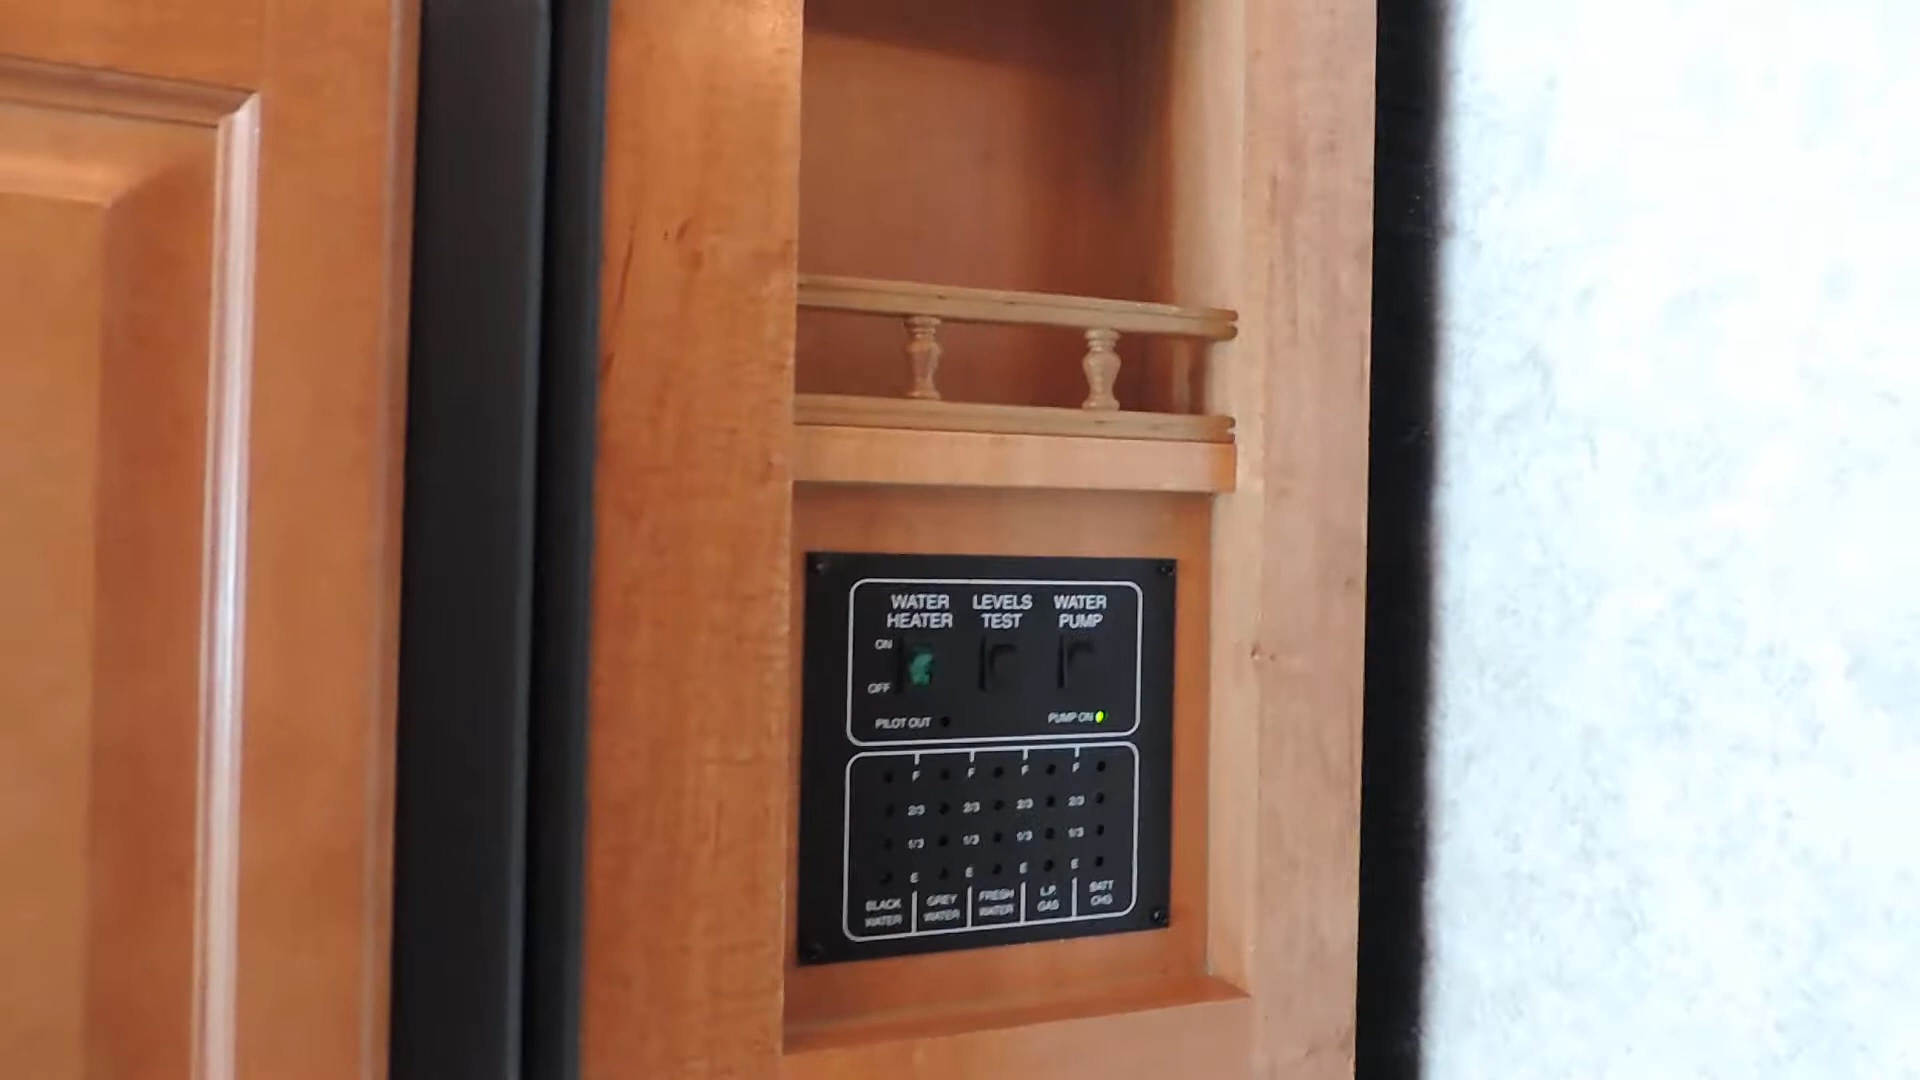 WATER HEATER
LEVELS TEST
WATER PUMP
ON
OFF
PILOT OUT
PUMP ON
F F F F
2/3 2/3 2/3 2/3
1/3 1/3 1/3 1/3
E E E E
BLACK WATER
GREY WATER
FRESH WATER
L.P. GAS
BATT CHG